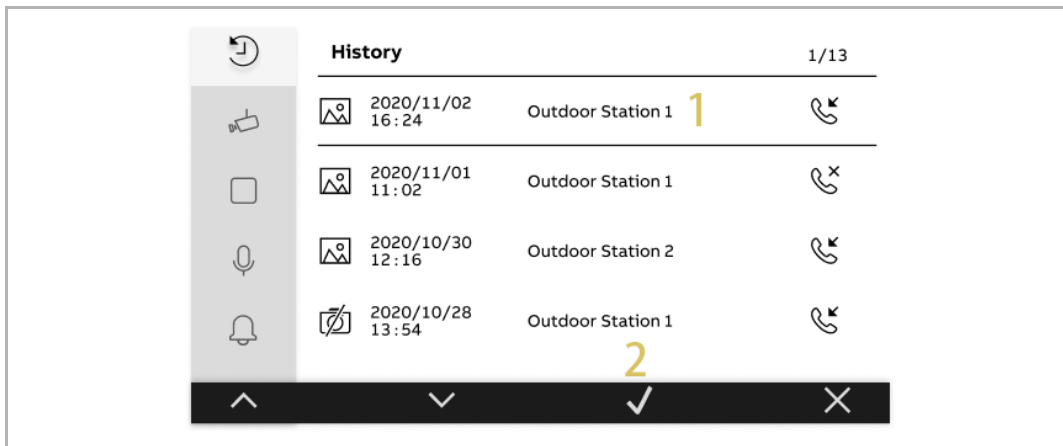 History 1/13
2020/11/02
16:24
Outdoor Station 1 1
2020/11/01
11:02
Outdoor Station 1
2020/10/30
12:16
Outdoor Station 2
2020/10/28
13:54
Outdoor Station 1
2